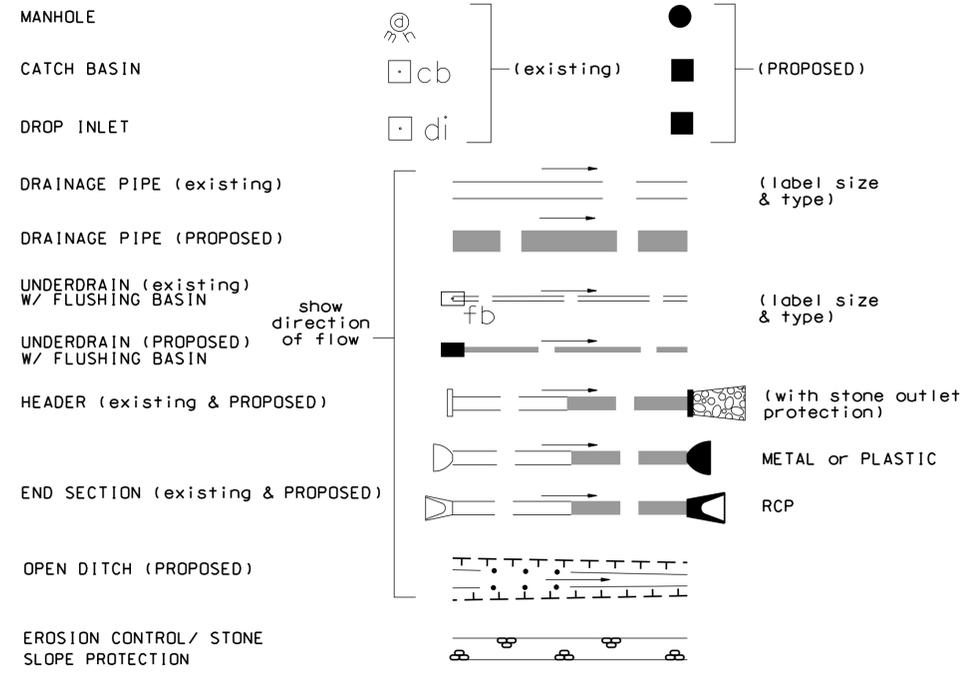 MANHOLE
d
m h
CATCH BASIN
cb
(existing)
(PROPOSED)
DROP INLET
di
DRAINAGE PIPE (existing)
(label size
& type)
DRAINAGE PIPE (PROPOSED)
UNDERDRAIN (existing)
W/ FLUSHING BASIN
fb
(label size
& type)
show
direction
of flow
UNDERDRAIN (PROPOSED)
W/ FLUSHING BASIN
HEADER (existing & PROPOSED)
(with stone outlet
protection)
METAL or PLASTIC
END SECTION (existing & PROPOSED)
RCP
OPEN DITCH (PROPOSED)
EROSION CONTROL/ STONE
SLOPE PROTECTION